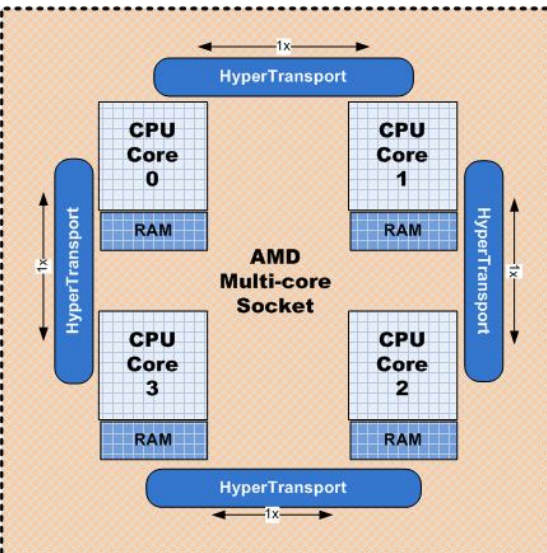 1x
HyperTransport
CPU
Core
0
RAM
CPU
Core
1
RAM
1x
HyperTransport
AMD
Multi-core
Socket
HyperTransport
1x
CPU
Core
3
RAM
CPU
Core
2
RAM
HyperTransport
1x